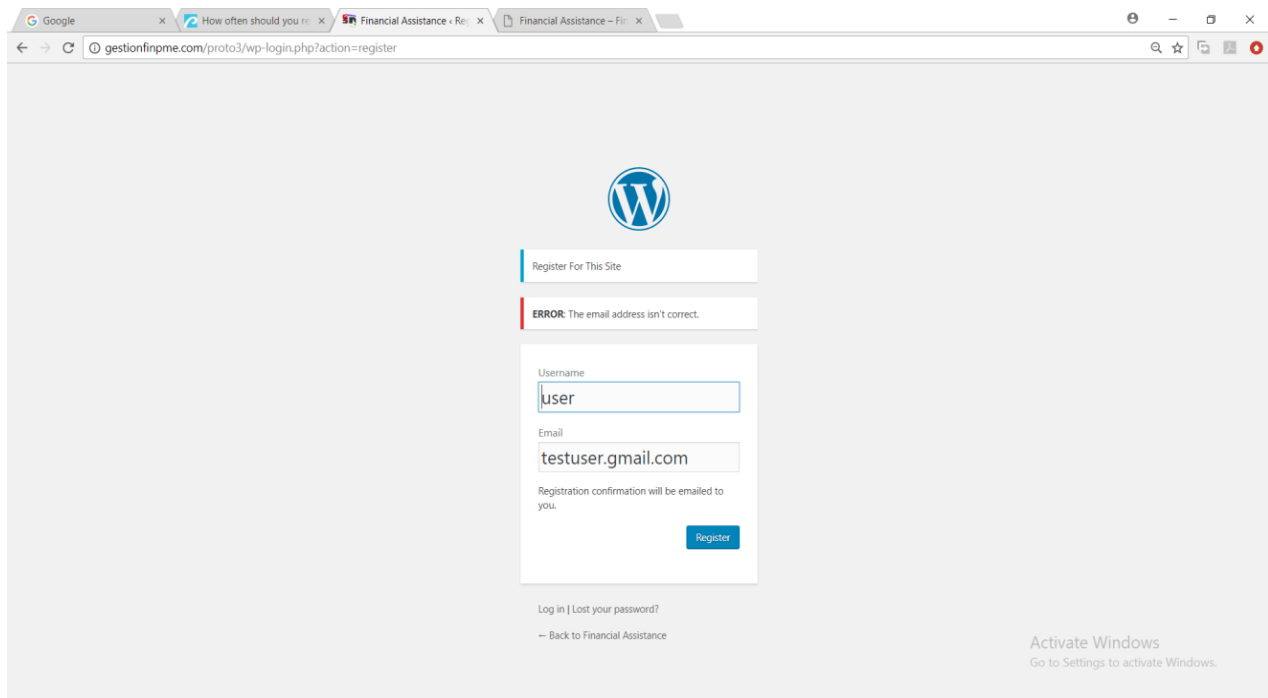 Google
How often should you re
Financial Assistance ‹ Reg
Financial Assistance – Fin
gestionfinpme.com/proto3/wp-login.php?action=register
Register For This Site
ERROR: The email address isn't correct.
Username
user
Email
testuser.gmail.com
Registration confirmation will be emailed to
you.
Register
Log in | Lost your password?
← Back to Financial Assistance
Activate Windows
Go to Settings to activate Windows.